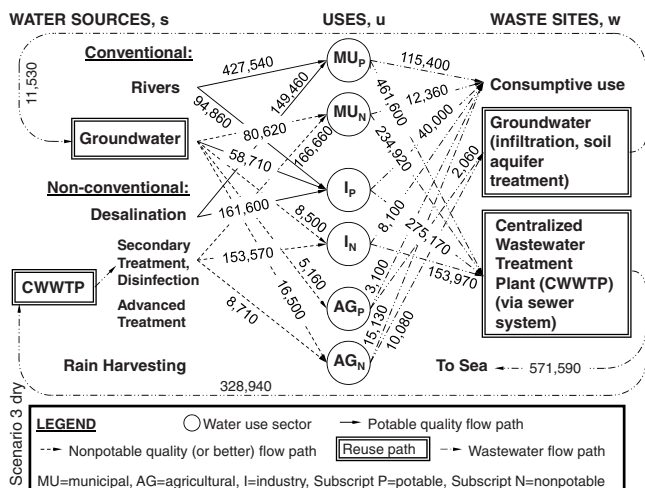 WATER SOURCES, s
USES, u
WASTE SITES, w
Conventional:
Rivers
Groundwater
Non-conventional:
Desalination
Secondary
Treatment,
Disinfection
CWWTP
Advanced
Treatment
Rain Harvesting
11,530
427,540
149,460
94,860
80,620
166,660
58,710
161,600
8,500
153,570
5,160
16,500
8,710
328,940
MUP
MUN
IP
IN
AGP
AGN
115,400
461,600
12,360
234,920
40,000
2,060
8,100
275,170
153,970
3,100
15,130
10,080
Consumptive use
Groundwater
(infiltration, soil
aquifer
treatment)
Centralized
Wastewater
Treatment
Plant (CWWTP)
(via sewer
system)
To Sea
571,590
Scenario 3 dry
LEGEND
Water use sector
Potable quality flow path
Nonpotable quality (or better) flow path
Reuse path
Wastewater flow path
MU=municipal, AG=agricultural, I=industry, Subscript P=potable, Subscript N=nonpotable